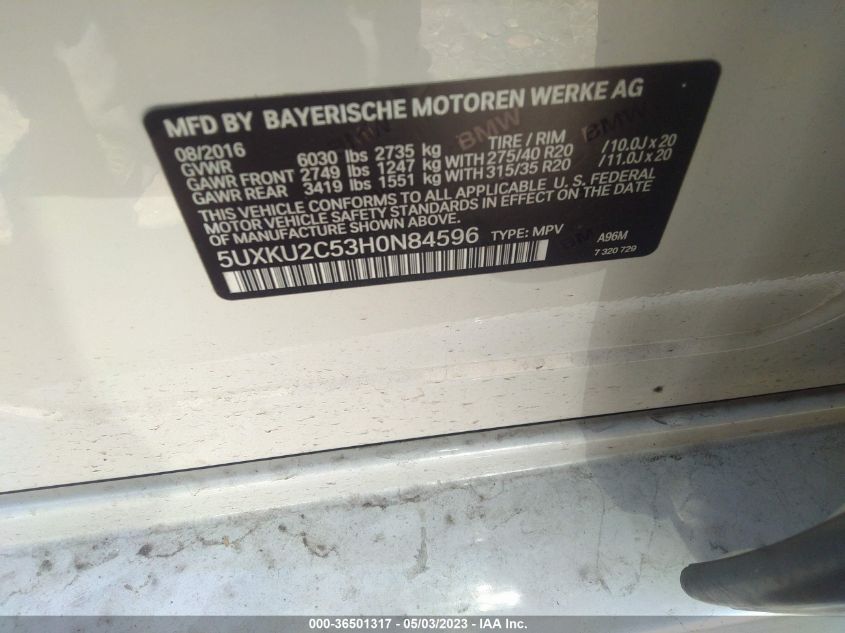 MFD BY BAYERISCHE MOTOREN WERKE AG
08/2016 TIRE / RIM
GVWR 6030 lbs 2735 kg
GAWR FRONT 2749 lbs 1247 kg WITH 275/40 R20 /10.0J x 20
GAWR REAR 3419 lbs 1551 kg WITH 315/35 R20 /11.0J x 20
THIS VEHICLE CONFORMS TO ALL APPLICABLE U.S. FEDERAL
MOTOR VEHICLE SAFETY STANDARDS IN EFFECT ON THE DATE
OF MANUFACTURE SHOWN ABOVE.
5UXKU2C53H0N84596 TYPE: MPV A96M
7 320 729
BMW
BMW
000-36501317 - 05/03/2023 - IAA Inc.